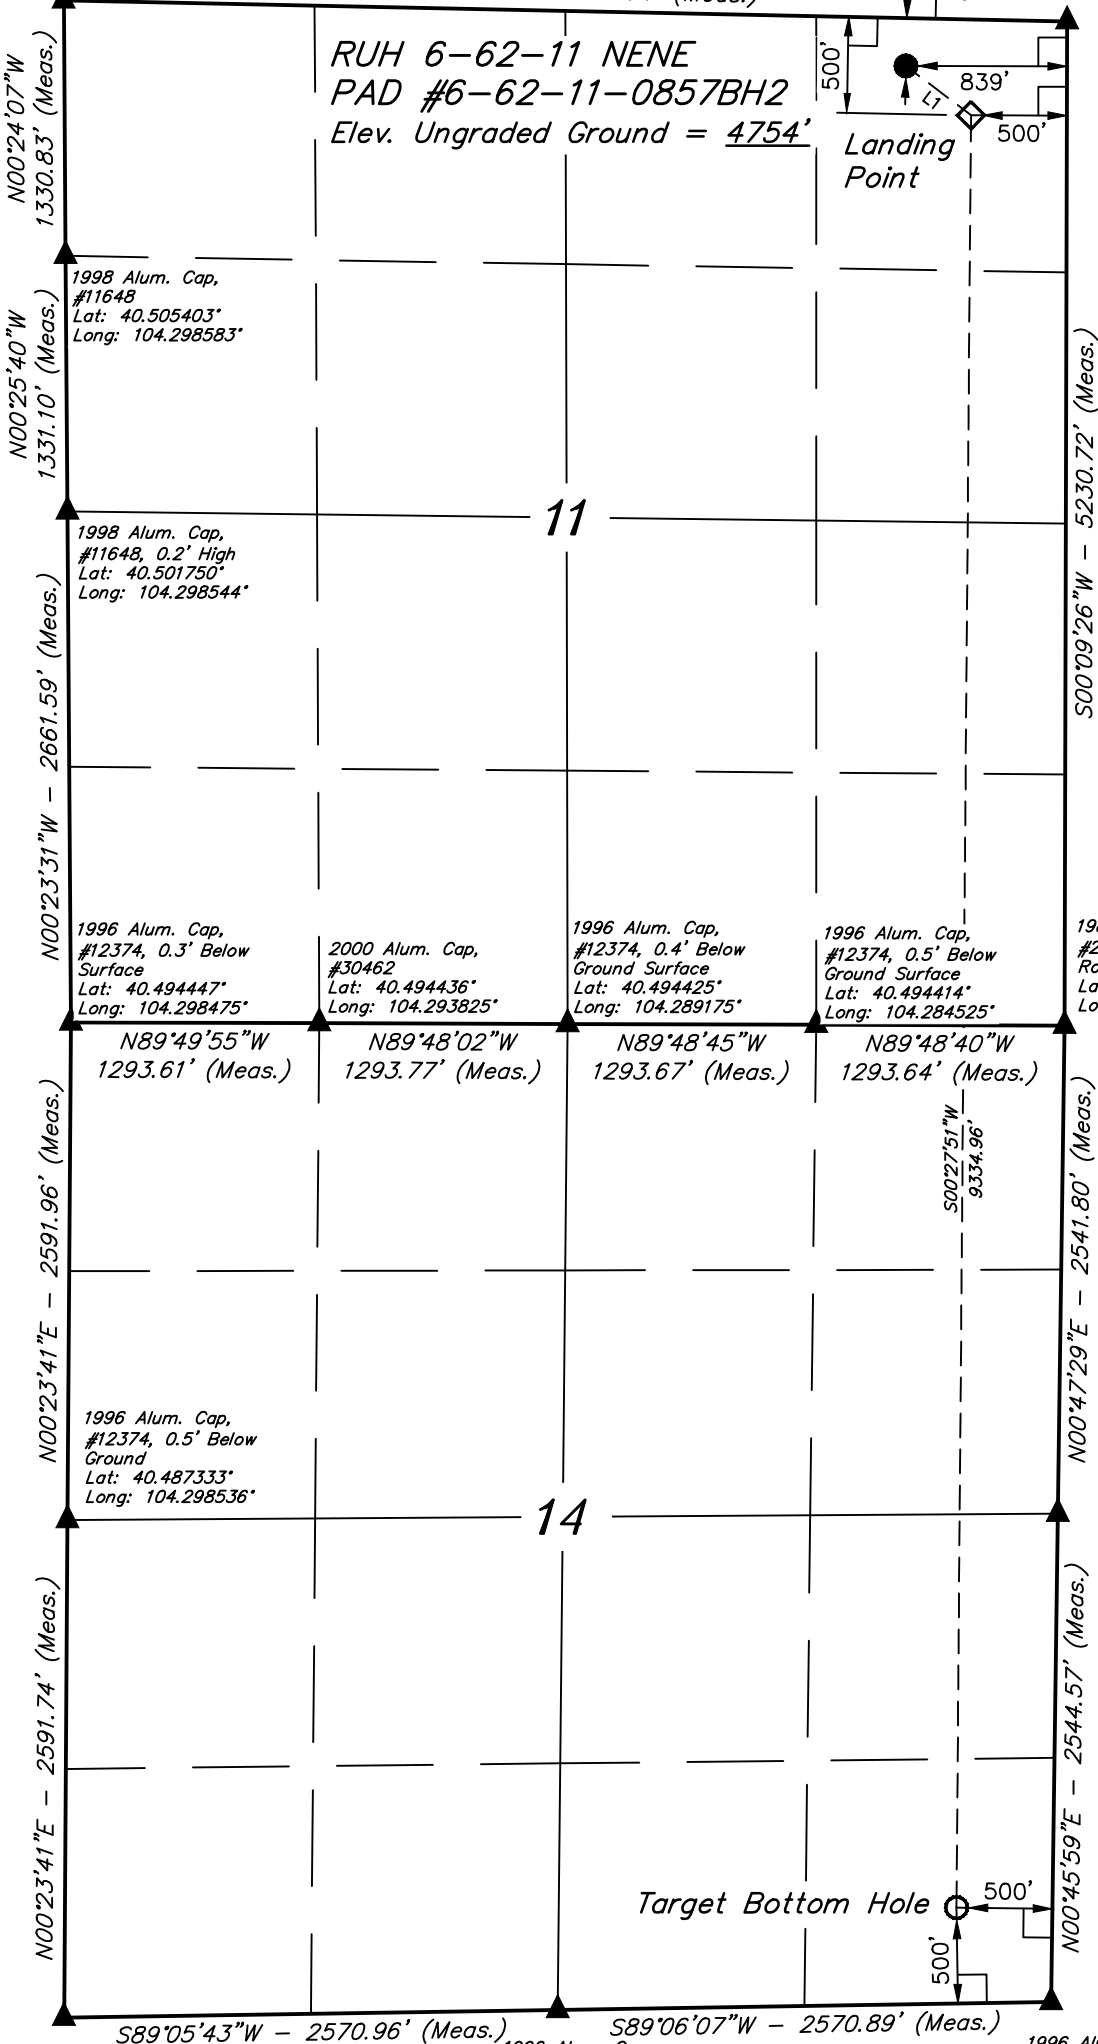 (Meas.)
RUH 6-62-11 NENE
PAD #6-62-11-0857BH2
Elev. Ungraded Ground = 4754'
500'
839'
L1
500'
Landing
Point
N00°24'07"W
1330.83' (Meas.)
1998 Alum. Cap,
#11648
Lat: 40.505403°
Long: 104.298583°
N00°25'40"W
1331.10' (Meas.)
S00°09'26"W - 5230.72' (Meas.)
11
1998 Alum. Cap,
#11648, 0.2' High
Lat: 40.501750°
Long: 104.298544°
N00°23'31"W - 2661.59' (Meas.)
1996 Alum. Cap,
#12374, 0.3' Below
Surface
Lat: 40.494447°
Long: 104.298475°
2000 Alum. Cap,
#30462
Lat: 40.494436°
Long: 104.293825°
1996 Alum. Cap,
#12374, 0.4' Below
Ground Surface
Lat: 40.494425°
Long: 104.289175°
1996 Alum. Cap,
#12374, 0.5' Below
Ground Surface
Lat: 40.494414°
Long: 104.284525°
N89°49'55"W
1293.61' (Meas.)
N89°48'02"W
1293.77' (Meas.)
N89°48'45"W
1293.67' (Meas.)
N89°48'40"W
1293.64' (Meas.)
S00°27'51"W
9334.96'
N00°23'41"E - 2591.96' (Meas.)
N00°47'29"E - 2541.80' (Meas.)
1996 Alum. Cap,
#12374, 0.5' Below
Ground
Lat: 40.487333°
Long: 104.298536°
14
N00°23'41"E - 2591.74' (Meas.)
N00°45'59"E - 2544.57' (Meas.)
Target Bottom Hole
500'
500'
S89°05'43"W - 2570.96' (Meas.)
S89°06'07"W - 2570.89' (Meas.)